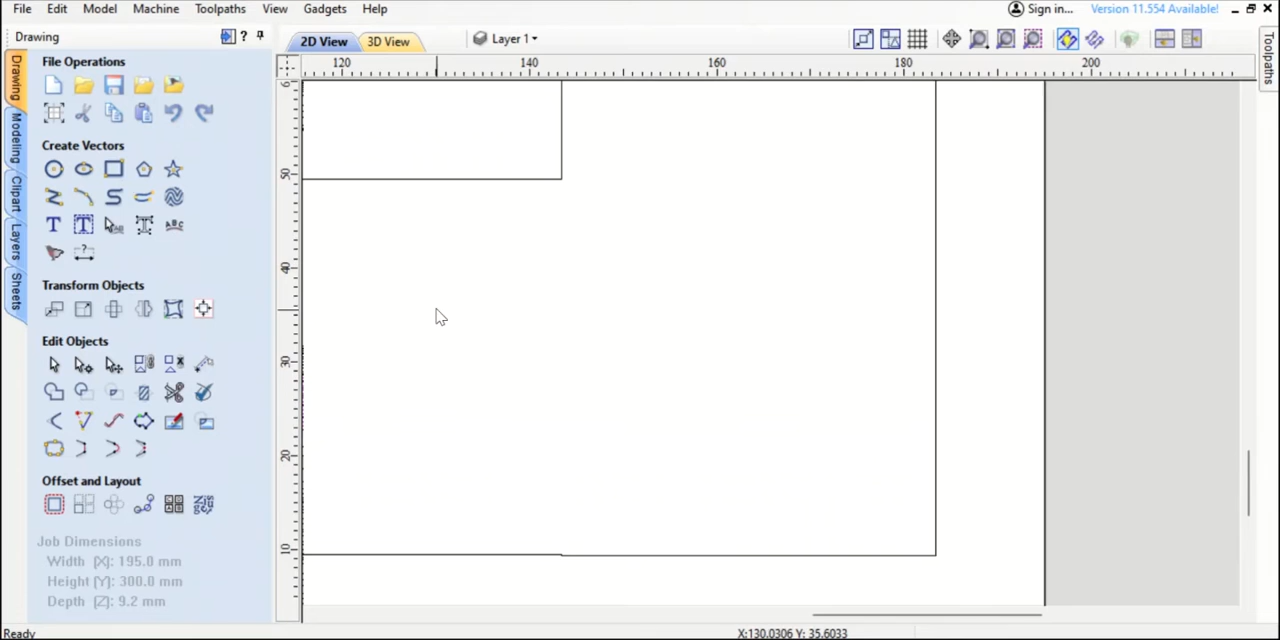 File Edit Model Machine Toolpaths View Gadgets Help Sign in... Version 11.554 Available!
Drawing ?
2D View 3D View Layer 1
Toolpaths
Drawing
Modeling
Clipart
Layers
Sheets
File Operations
Create Vectors
Transform Objects
Edit Objects
Offset and Layout
Job Dimensions
Width [X]: 195.0 mm
Height [Y]: 300.0 mm
Depth [Z]: 9.2 mm
120 140 160 180 200
50
40
30
20
10
Ready X:130.0306 Y: 35.6033